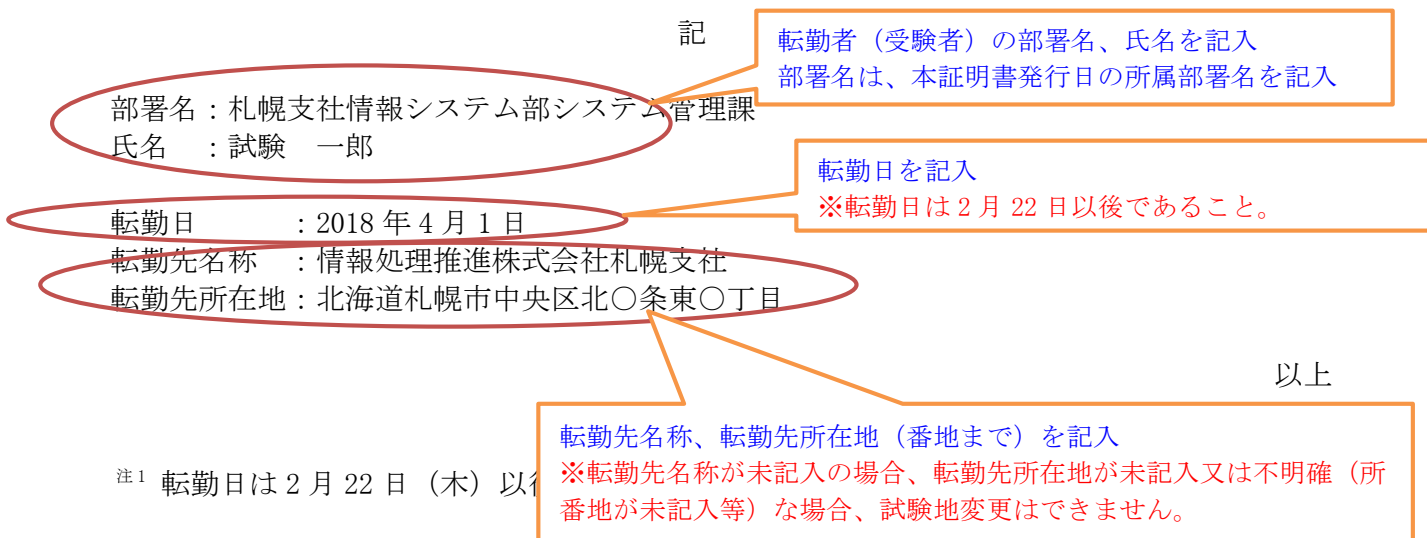 記
転勤者（受験者）の部署名、氏名を記入
部署名は、本証明書発行日の所属部署名を記入
部署名：札幌支社情報システム部システム管理課
氏名　：試験　一郎
転勤日を記入
※転勤日は 2 月 22 日以後であること。
転勤日　　　：2018 年 4 月 1 日
転勤先名称　：情報処理推進株式会社札幌支社
転勤先所在地：北海道札幌市中央区北○条東○丁目
以上
転勤先名称、転勤先所在地（番地まで）を記入
※転勤先名称が未記入の場合、転勤先所在地が未記入又は不明確（所
番地が未記入等）な場合、試験地変更はできません。
注1 転勤日は 2 月 22 日（木）以